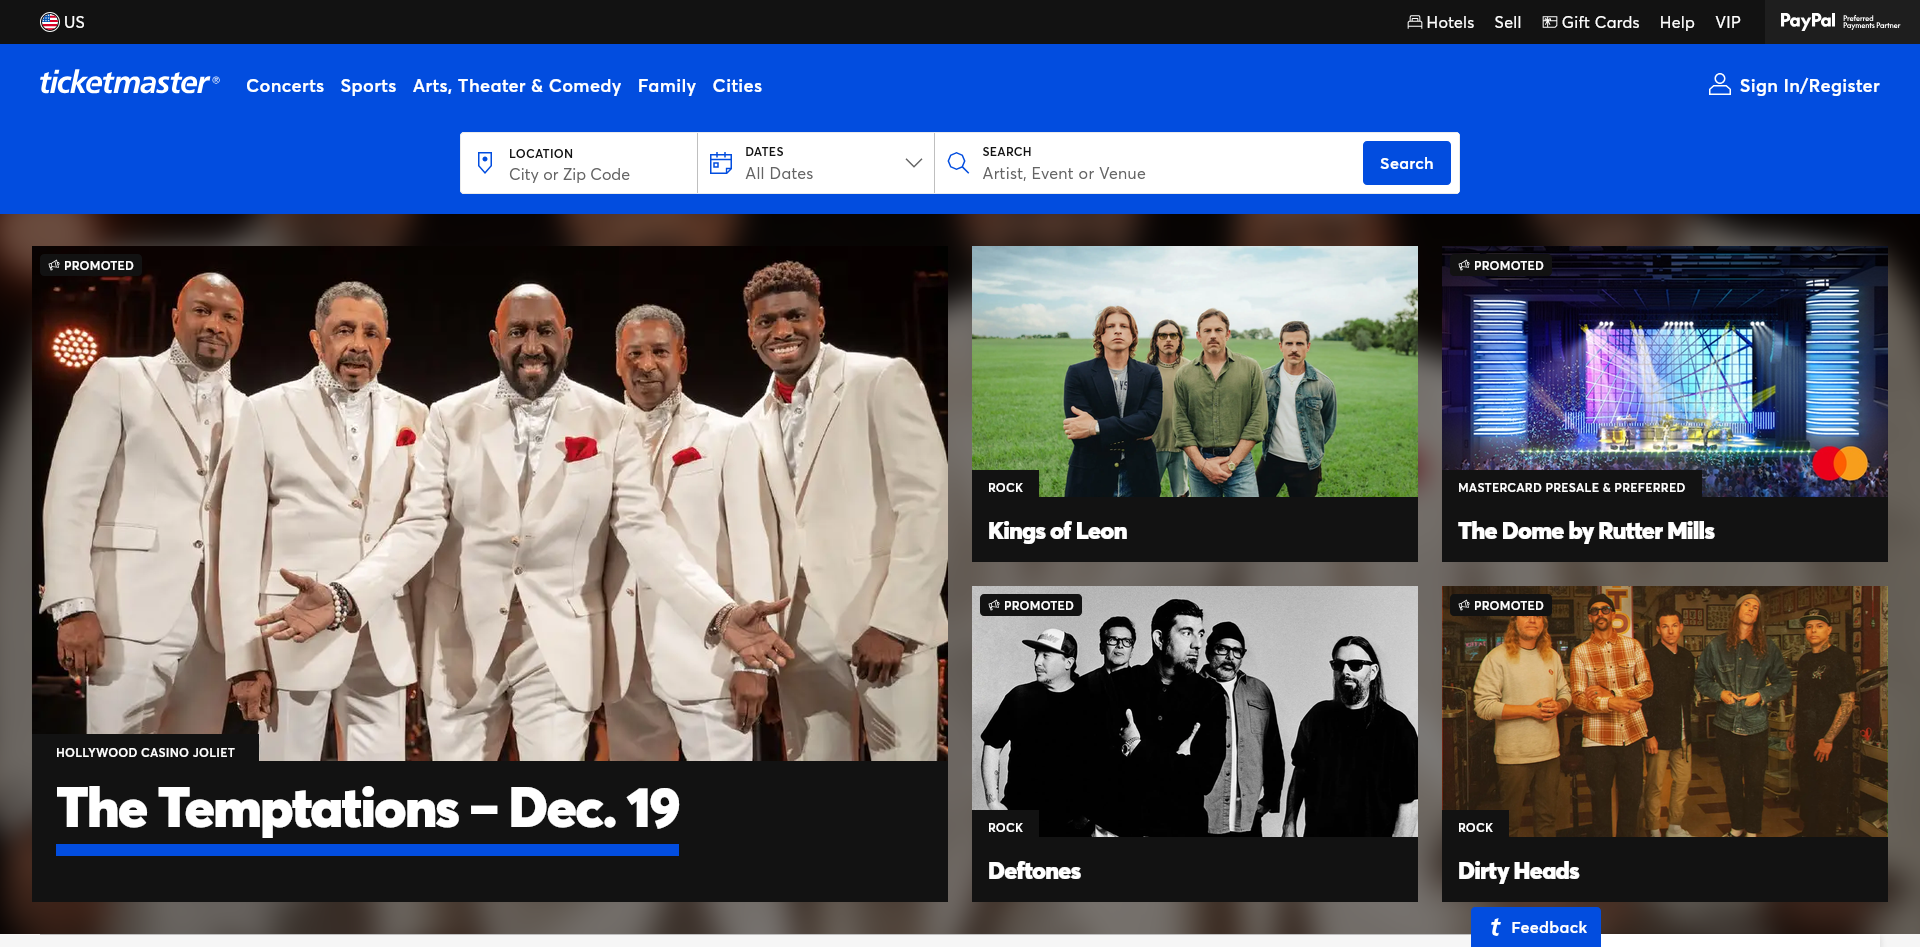 US
Hotels
Sell
Gift Cards
Help
VIP
PayPal
Preferred
Payments Partner
ticketmaster®
Concerts
Sports
Arts, Theater & Comedy
Family
Cities
Sign In/Register
LOCATION
City or Zip Code
DATES
All Dates
SEARCH
Artist, Event or Venue
Search
PROMOTED
HOLLYWOOD CASINO JOLIET
The Temptations – Dec. 19
ROCK
Kings of Leon
PROMOTED
MASTERCARD PRESALE & PREFERRED
The Dome by Rutter Mills
PROMOTED
ROCK
Deftones
PROMOTED
ROCK
Dirty Heads
t Feedback